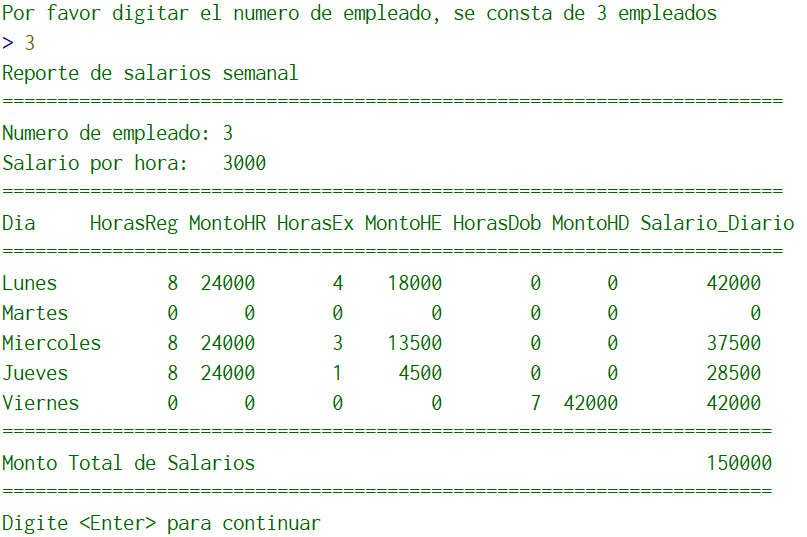 Por favor digitar el numero de empleado, se consta de 3 empleados
> 3
Reporte de salarios semanal
=======================================================================
Numero de empleado: 3
Salario por hora:   3000
=======================================================================
Dia     HorasReg MontoHR HorasEx MontoHE HorasDob MontoHD Salario_Diario
=======================================================================
Lunes          8  24000       4    18000        0      0        42000
Martes         0      0       0        0        0      0            0
Miercoles      8  24000       3    13500        0      0        37500
Jueves         8  24000       1     4500        0      0        28500
Viernes        0      0       0        0        7  42000        42000
======================================================================
Monto Total de Salarios                                         150000
======================================================================
Digite <Enter> para continuar